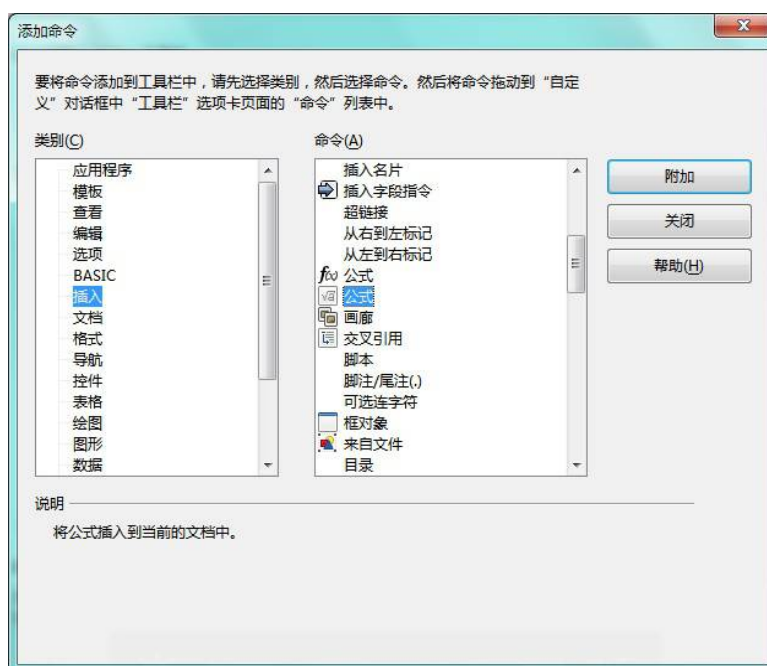 添加命令
要将命令添加到工具栏中，请先选择类别，然后选择命令。然后将命令拖动到“自定
义”对话框中“工具栏”选项卡页面的“命令”列表中。
类别(C)
应用程序
模板
查看
编辑
选项
BASIC
插入
文档
格式
导航
控件
表格
绘图
图形
数据
命令(A)
插入名片
插入字段指令
超链接
从右到左标记
从左到右标记
f(x) 公式
√a 公式
画廊
交叉引用
脚本
脚注/尾注(.)
可选连字符
框对象
来自文件
目录
附加
关闭
帮助(H)
说明
将公式插入到当前的文档中。